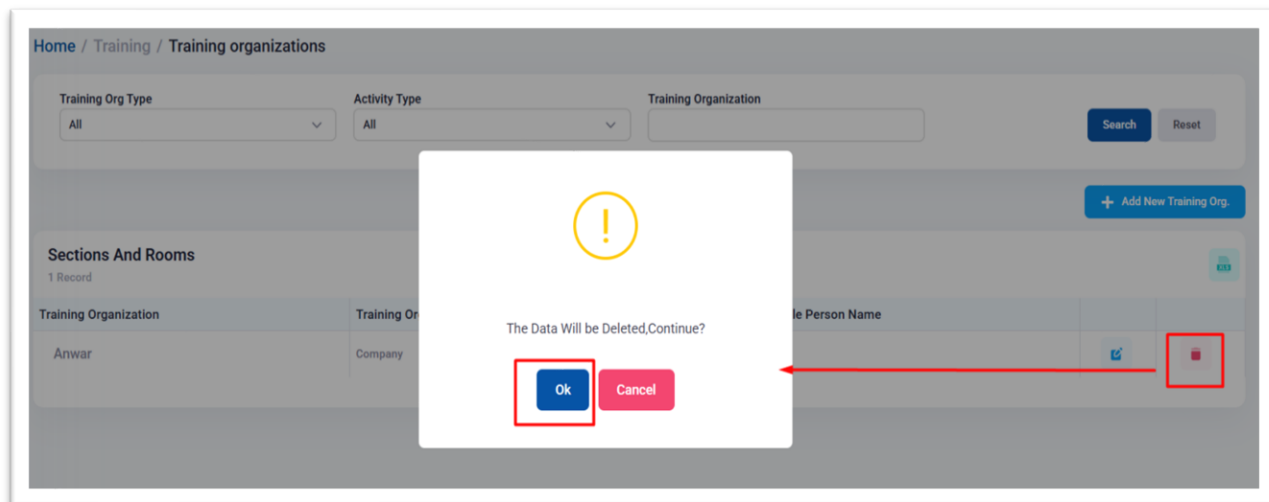 Home / Training / Training organizations
Training Org Type
Activity Type
Training Organization
All
All
Search
Reset
+ Add New Training Org.
Sections And Rooms
1 Record
XLS
Training Organization
Training Or
le Person Name
Anwar
Company
The Data Will be Deleted,Continue?
Ok
Cancel